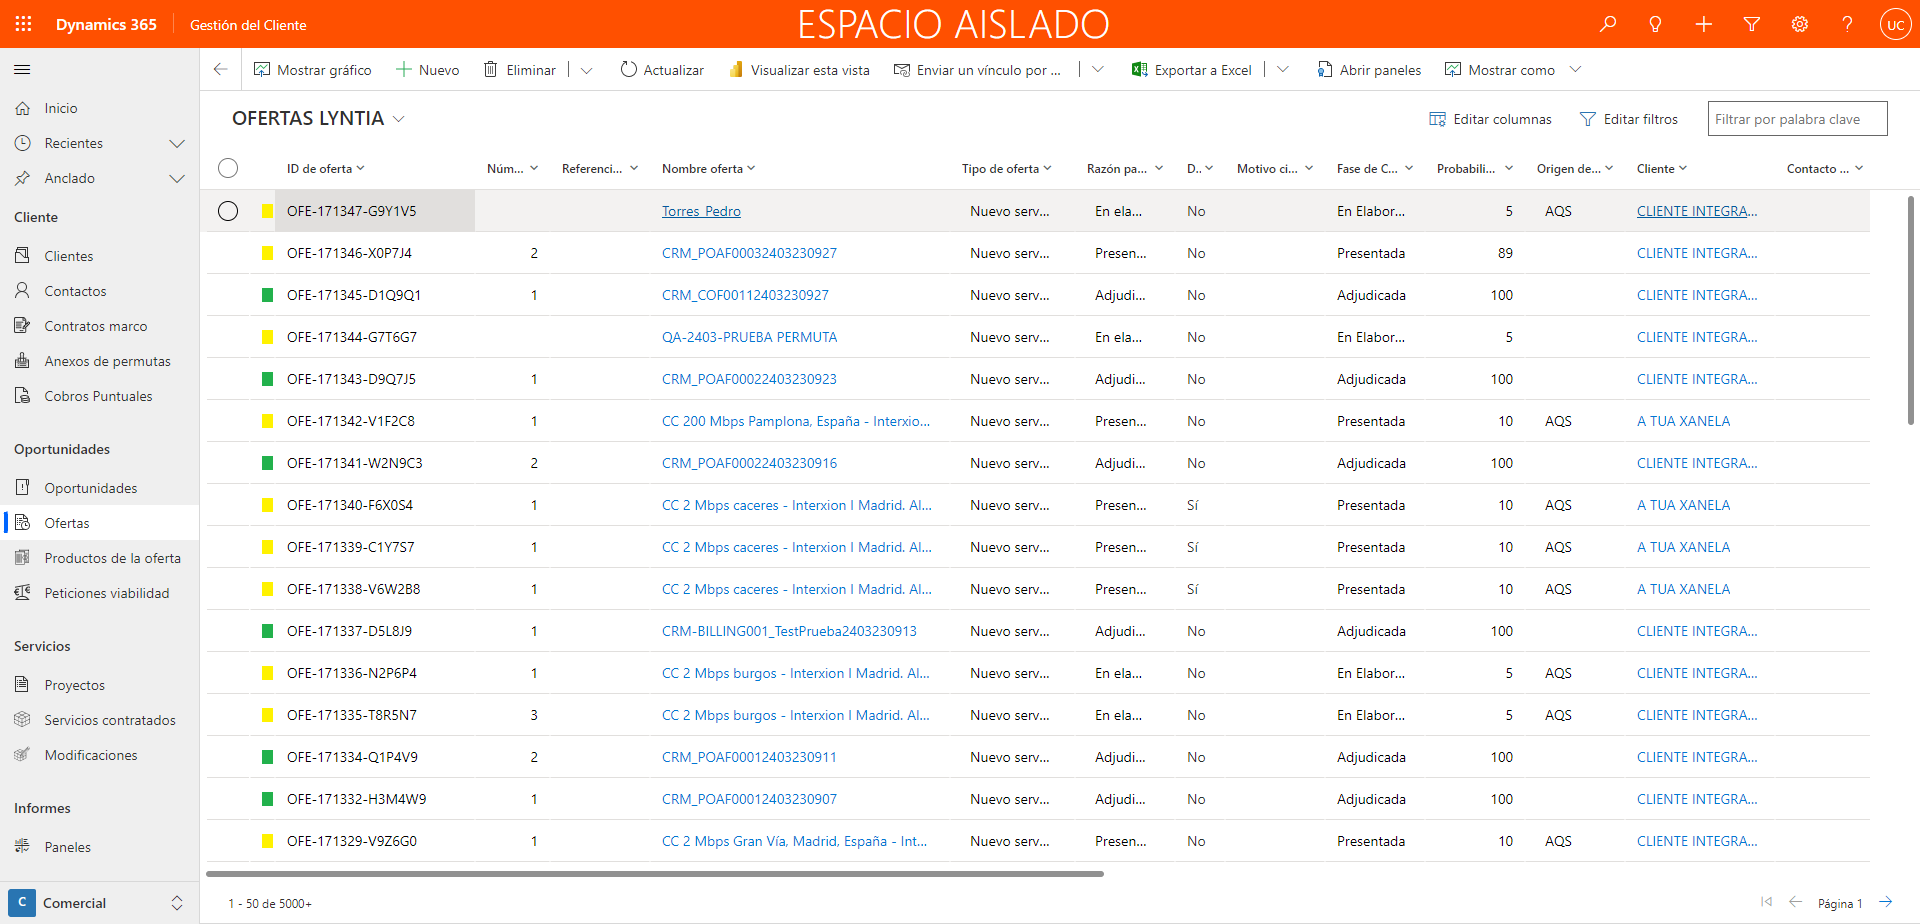 Dynamics 365
Gestión del Cliente
ESPACIO AISLADO
UC
Mostrar gráfico
Nuevo
Eliminar
Actualizar
Visualizar esta vista
Enviar un vínculo por ...
Exportar a Excel
Abrir paneles
Mostrar como
Inicio
Recientes
Anclado
Cliente
Clientes
Contactos
Contratos marco
Anexos de permutas
Cobros Puntuales
Oportunidades
Oportunidades
Ofertas
Productos de la oferta
Peticiones viabilidad
Servicios
Proyectos
Servicios contratados
Modificaciones
Informes
Paneles
C Comercial
OFERTAS LYNTIA
Editar columnas
Editar filtros
Filtrar por palabra clave
ID de oferta Núm... Referenci... Nombre oferta Tipo de oferta Razón pa... D.. Motivo ci... Fase de C... Probabili... Origen de... Cliente Contacto ...
OFE-171347-G9Y1V5 Torres_Pedro Nuevo serv... En ela... No En Elabor... 5 AQS CLIENTE INTEGRA...
OFE-171346-X0P7J4 2 CRM_POAF00032403230927 Nuevo serv... Presen... No Presentada 89 CLIENTE INTEGRA...
OFE-171345-D1Q9Q1 1 CRM_COF00112403230927 Nuevo serv... Adjudi... No Adjudicada 100 CLIENTE INTEGRA...
OFE-171344-G7T6G7 QA-2403-PRUEBA PERMUTA Nuevo serv... En ela... No En Elabor... 5 CLIENTE INTEGRA...
OFE-171343-D9Q7J5 1 CRM_POAF00022403230923 Nuevo serv... Adjudi... No Adjudicada 100 CLIENTE INTEGRA...
OFE-171342-V1F2C8 1 CC 200 Mbps Pamplona, España - Interxio... Nuevo serv... Presen... No Presentada 10 AQS A TUA XANELA
OFE-171341-W2N9C3 2 CRM_POAF00022403230916 Nuevo serv... Adjudi... No Adjudicada 100 CLIENTE INTEGRA...
OFE-171340-F6X0S4 1 CC 2 Mbps caceres - Interxion I Madrid. Al... Nuevo serv... Presen... Sí Presentada 10 AQS A TUA XANELA
OFE-171339-C1Y7S7 1 CC 2 Mbps caceres - Interxion I Madrid. Al... Nuevo serv... Presen... Sí Presentada 10 AQS A TUA XANELA
OFE-171338-V6W2B8 1 CC 2 Mbps caceres - Interxion I Madrid. Al... Nuevo serv... Presen... Sí Presentada 10 AQS A TUA XANELA
OFE-171337-D5L8J9 1 CRM-BILLING001_TestPrueba2403230913 Nuevo serv... Adjudi... No Adjudicada 100 CLIENTE INTEGRA...
OFE-171336-N2P6P4 1 CC 2 Mbps burgos - Interxion I Madrid. Al... Nuevo serv... En ela... No En Elabor... 5 AQS CLIENTE INTEGRA...
OFE-171335-T8R5N7 3 CC 2 Mbps burgos - Interxion I Madrid. Al... Nuevo serv... En ela... No En Elabor... 5 AQS CLIENTE INTEGRA...
OFE-171334-Q1P4V9 2 CRM_POAF00012403230911 Nuevo serv... Adjudi... No Adjudicada 100 CLIENTE INTEGRA...
OFE-171332-H3M4W9 1 CRM_POAF00012403230907 Nuevo serv... Adjudi... No Adjudicada 100 CLIENTE INTEGRA...
OFE-171329-V9Z6G0 1 CC 2 Mbps Gran Vía, Madrid, España - Int... Nuevo serv... Presen... No Presentada 10 AQS CLIENTE INTEGRA...
1 - 50 de 5000+
Página 1